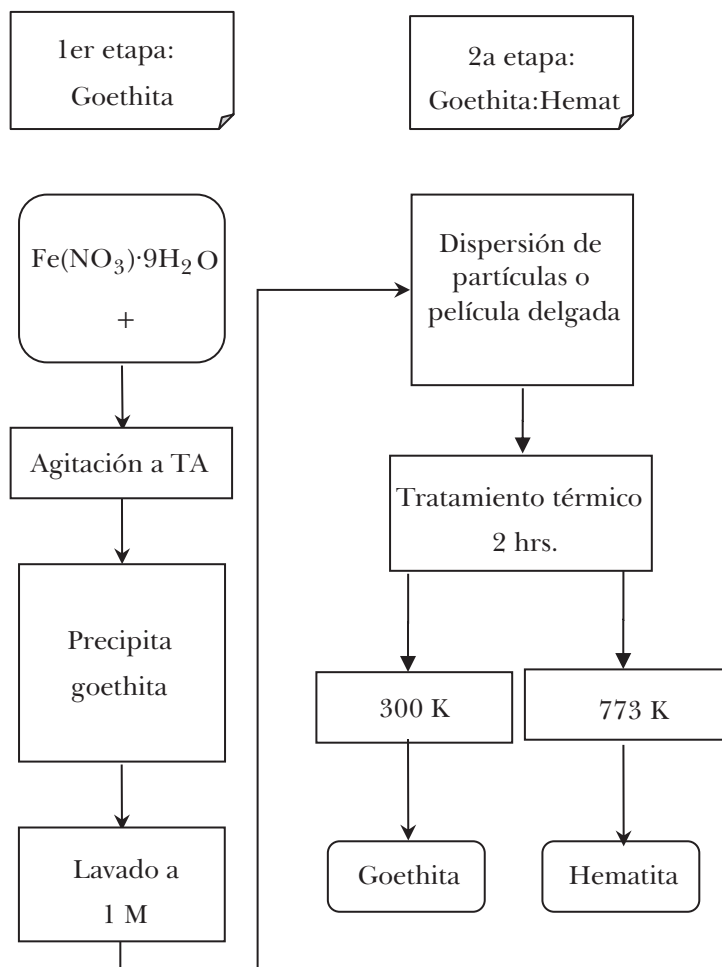 1er etapa:
Goethita
2a etapa:
Goethita:Hemat
Fe(NO₃)·9H₂O
+
Agitación a TA
Precipita
goethita
Lavado a
1 M
Dispersión de
partículas o
película delgada
Tratamiento térmico
2 hrs.
300 K
773 K
Goethita
Hematita